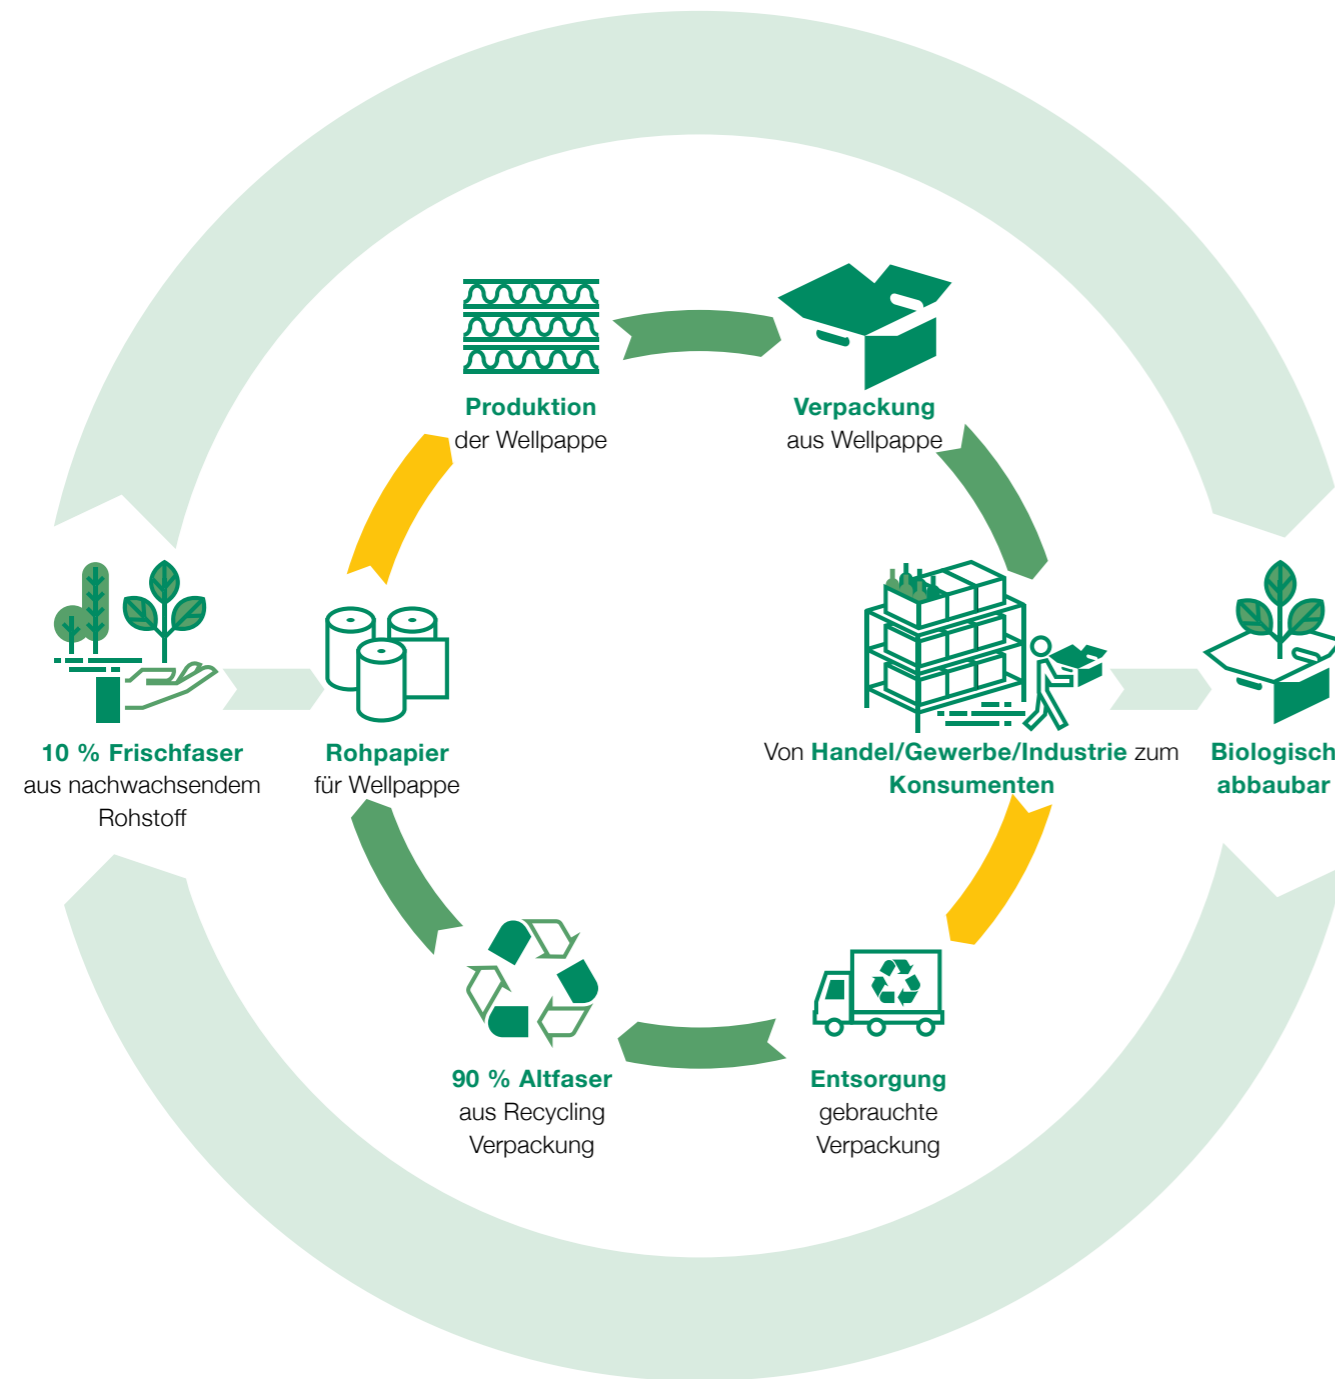 Produktion
der Wellpappe
Verpackung
aus Wellpappe
10 % Frischfaser
aus nachwachsendem
Rohstoff
Rohpapier
für Wellpappe
Von Handel/Gewerbe/Industrie zum
Konsumenten
Biologisch
abbaubar
90 % Altfaser
aus Recycling
Verpackung
Entsorgung
gebrauchte
Verpackung